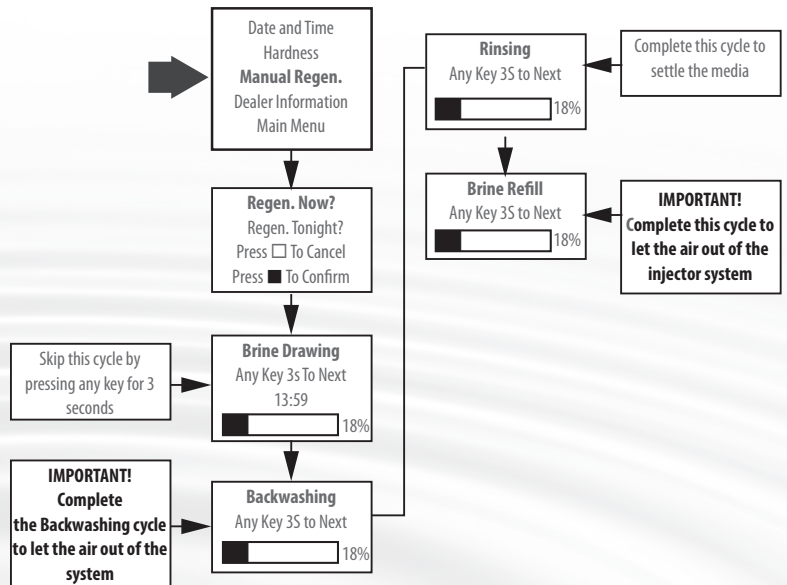 Date and Time
Hardness
Manual Regen.
Dealer Information
Main Menu
Regen. Now?
Regen. Tonight?
Press □ To Cancel
Press ■ To Confirm
Skip this cycle by
pressing any key for 3
seconds
Brine Drawing
Any Key 3s To Next
13:59
18%
IMPORTANT!
Complete
the Backwashing cycle
to let the air out of the
system
Backwashing
Any Key 3S to Next
18%
Rinsing
Any Key 3S to Next
18%
Complete this cycle to
settle the media
Brine Refill
Any Key 3S to Next
18%
IMPORTANT!
Complete this cycle to
let the air out of the
injector system